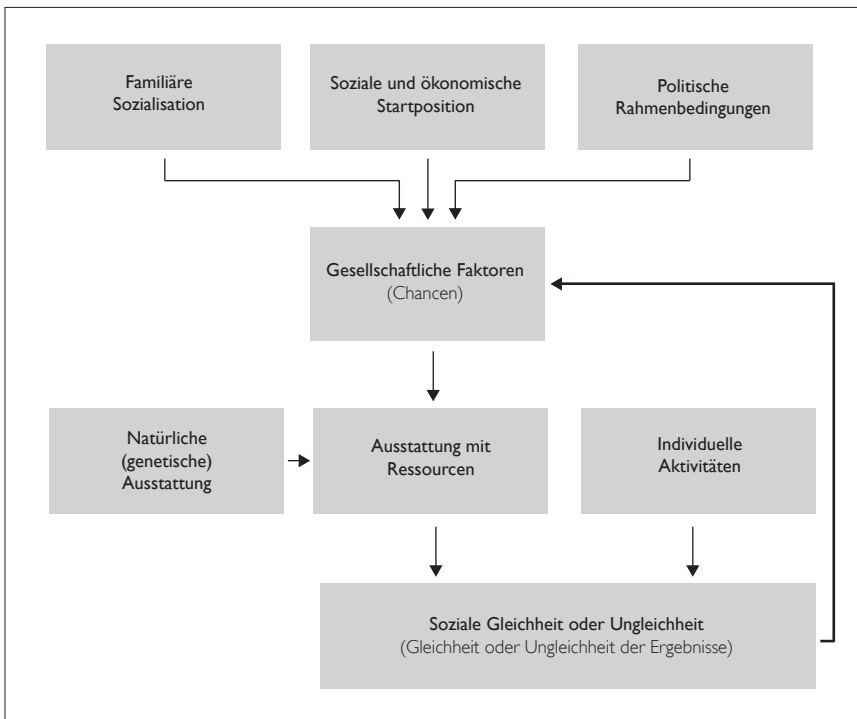 Familiäre
Sozialisation
Soziale und ökonomische
Startposition
Politische
Rahmenbedingungen
Gesellschaftliche Faktoren
(Chancen)
Natürliche
(genetische)
Ausstattung
Ausstattung mit
Ressourcen
Individuelle
Aktivitäten
Soziale Gleichheit oder Ungleichheit
(Gleichheit oder Ungleichheit der Ergebnisse)